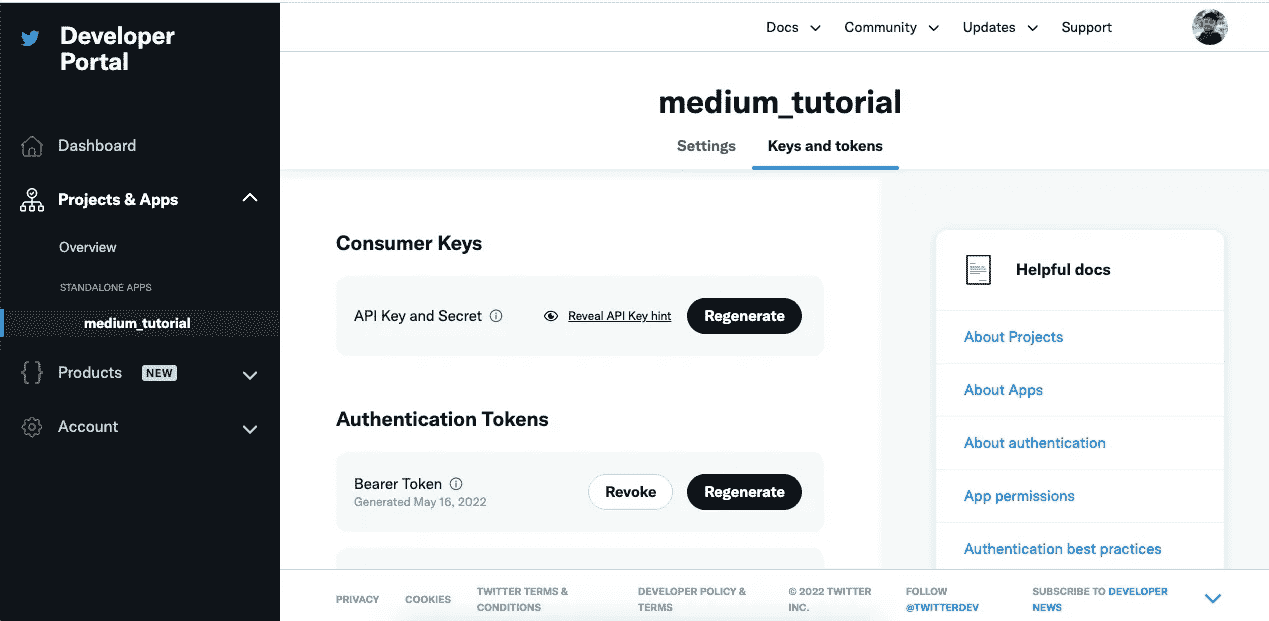 Developer
Portal
Dashboard
Projects & Apps
Overview
STANDALONE APPS
medium_tutorial
Products NEW
Account
Docs Community Updates Support
medium_tutorial
Settings Keys and tokens
Consumer Keys
API Key and Secret Reveal API Key hint Regenerate
Authentication Tokens
Bearer Token Revoke Regenerate
Generated May 16, 2022
Helpful docs
About Projects
About Apps
About authentication
App permissions
Authentication best practices
PRIVACY COOKIES
TWITTER TERMS &
CONDITIONS
DEVELOPER POLICY &
TERMS
© 2022 TWITTER
INC.
FOLLOW
@TWITTERDEV
SUBSCRIBE TO DEVELOPER
NEWS